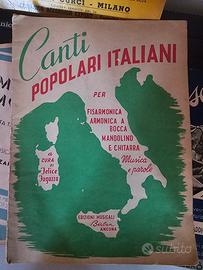 CURCI - MILANO
Canti
POPOLARI ITALIANI
PER
FISARMONICA
ARMONICA A
BOCCA
MANDOLINO
E CHITARRA
Musica
e parole
A
CURA
di
Felice
Fugazza
EDIZIONI MUSICALI
Bèrben
ANCONA
Subito